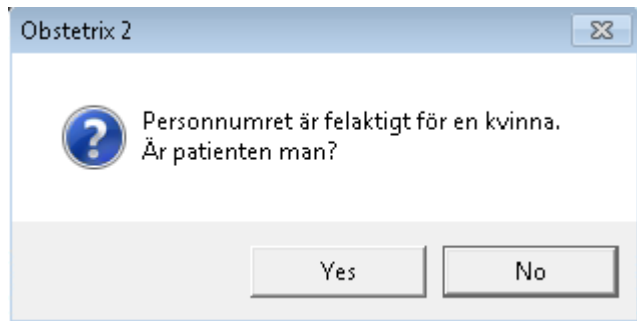 Obstetrix 2
Personnumret är felaktigt för en kvinna.
Är patienten man?
Yes
No